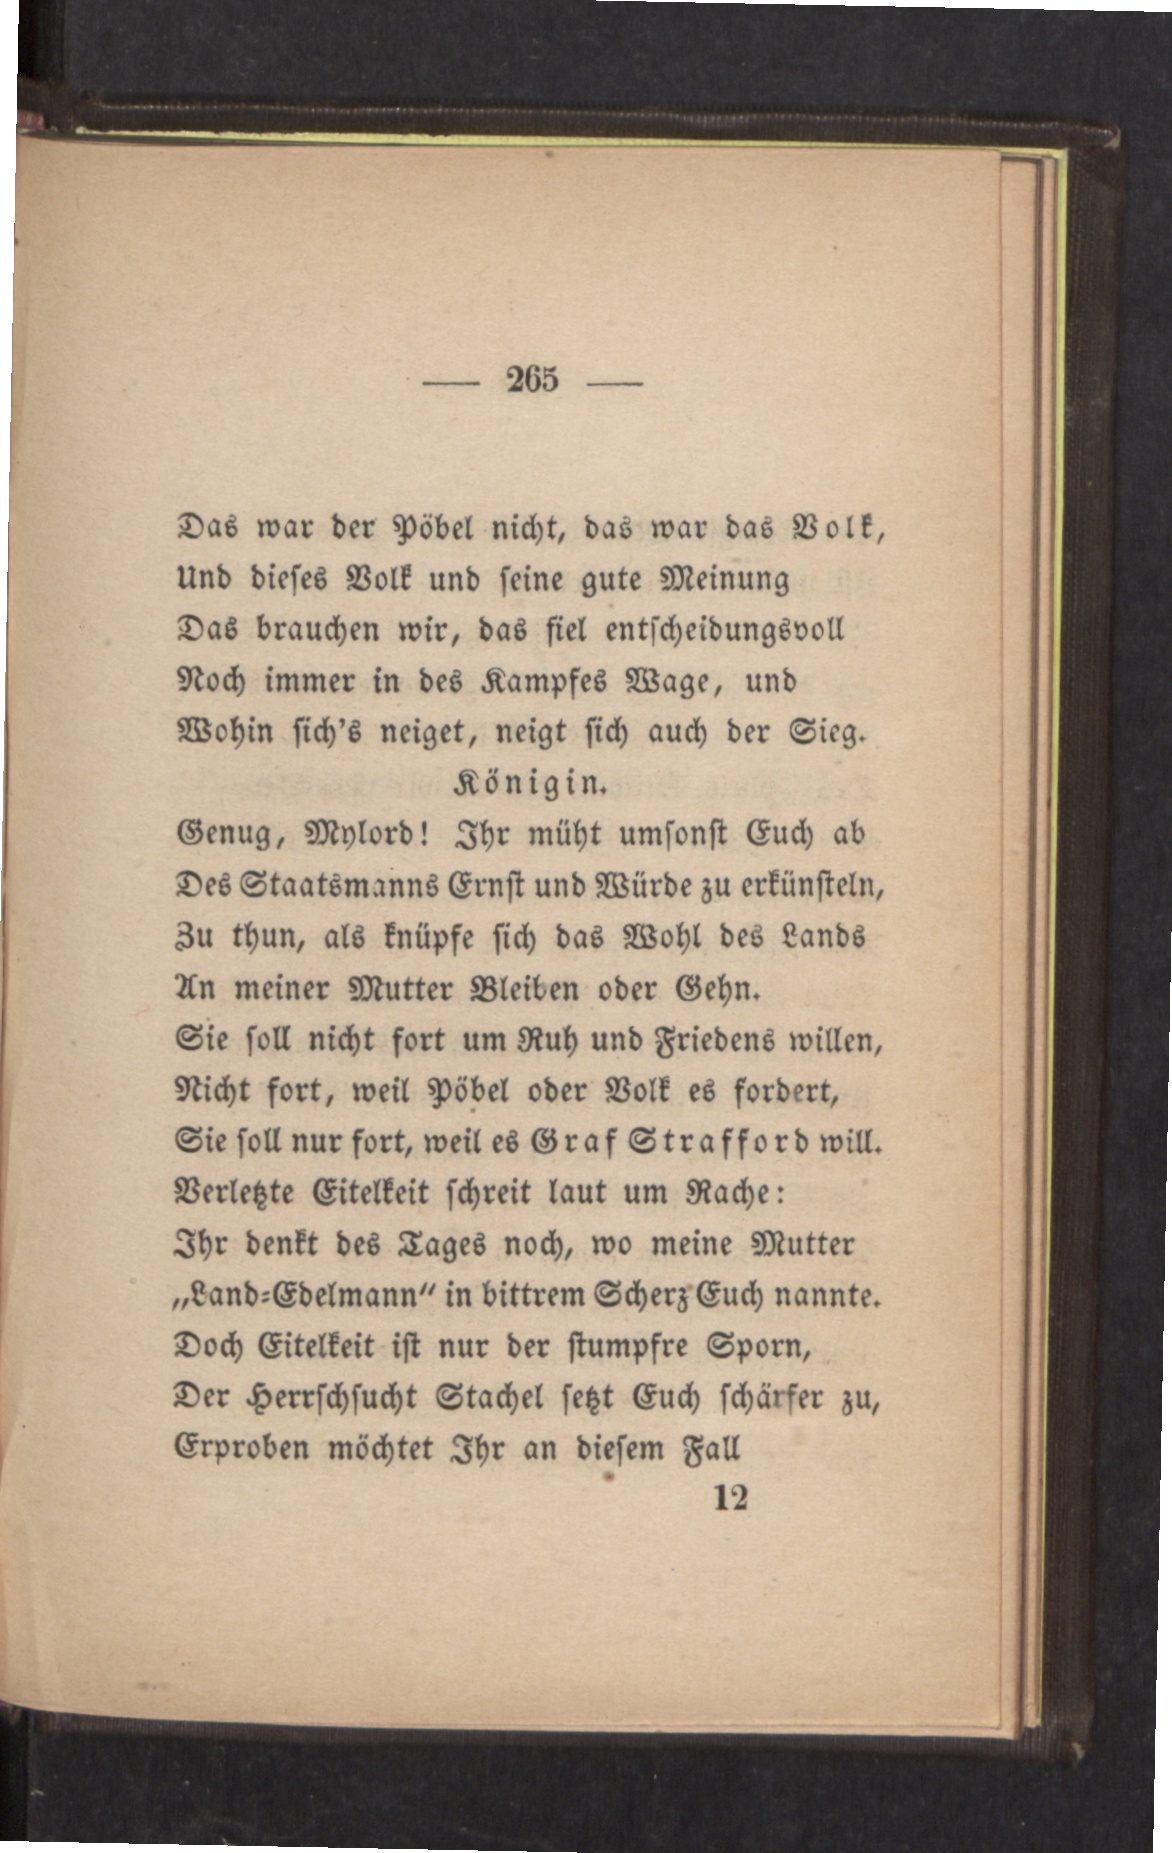 — 265 —
Das war der Pöbel nicht, das war das Volk,
Und dieses Volk und seine gute Meinung
Das brauchen wir, das fiel entscheidungsvoll
Noch immer in des Kampfes Wage, und
Wohin sich's neiget, neigt sich auch der Sieg.
Königin.
Genug, Mylord! Ihr müht umsonst Euch ab
Des Staatsmanns Ernst und Würde zu erkünsteln,
Zu thun, als knüpfe sich das Wohl des Lands
An meiner Mutter Bleiben oder Gehn.
Sie soll nicht fort um Ruh und Friedens willen,
Nicht fort, weil Pöbel oder Volk es fordert,
Sie soll nur fort, weil es Graf Strafford will.
Verletzte Eitelkeit schreit laut um Rache:
Ihr denkt des Tages noch, wo meine Mutter
„Land-Edelmann“ in bittrem Scherz Euch nannte.
Doch Eitelkeit ist nur der stumpfre Sporn,
Der Herrschsucht Stachel setzt Euch schärfer zu,
Erproben möchtet Ihr an diesem Fall
12